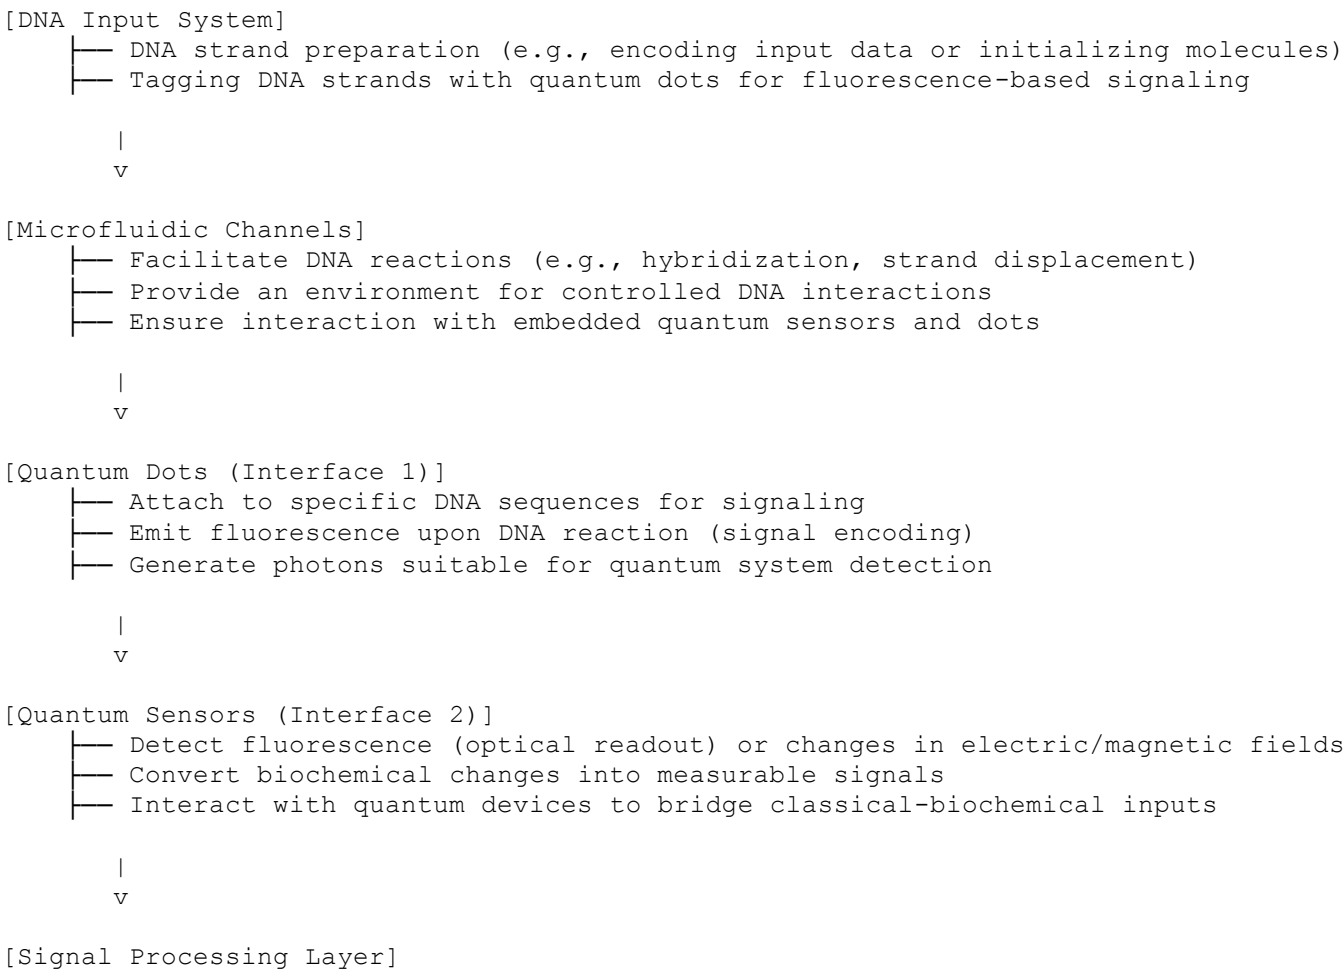 [DNA Input System]
    ├── DNA strand preparation (e.g., encoding input data or initializing molecules)
    ├── Tagging DNA strands with quantum dots for fluorescence-based signaling
       |
       v
[Microfluidic Channels]
    ├── Facilitate DNA reactions (e.g., hybridization, strand displacement)
    ├── Provide an environment for controlled DNA interactions
    ├── Ensure interaction with embedded quantum sensors and dots
       |
       v
[Quantum Dots (Interface 1)]
    ├── Attach to specific DNA sequences for signaling
    ├── Emit fluorescence upon DNA reaction (signal encoding)
    ├── Generate photons suitable for quantum system detection
       |
       v
[Quantum Sensors (Interface 2)]
    ├── Detect fluorescence (optical readout) or changes in electric/magnetic fields
    ├── Convert biochemical changes into measurable signals
    ├── Interact with quantum devices to bridge classical-biochemical inputs
       |
       v
[Signal Processing Layer]